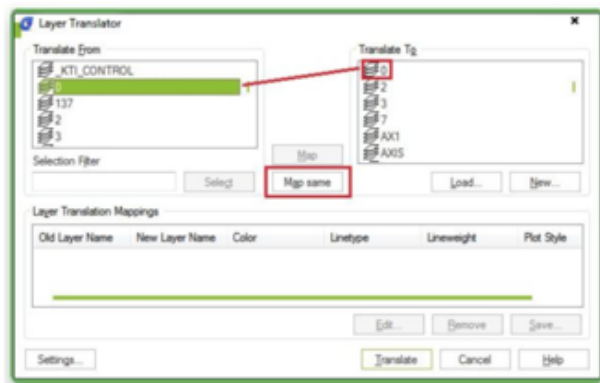 Layer Translator
Translate From
Translate To
_KTI_CONTROL
0
137
2
3
0
2
3
7
AX1
AXIS
Selection Filter
Map
Select
Map same
Load...
New...
Layer Translation Mappings
Old Layer Name New Layer Name Color Linetype Lineweight Plot Style
Edit... Remove Save...
Settings... Translate Cancel Help